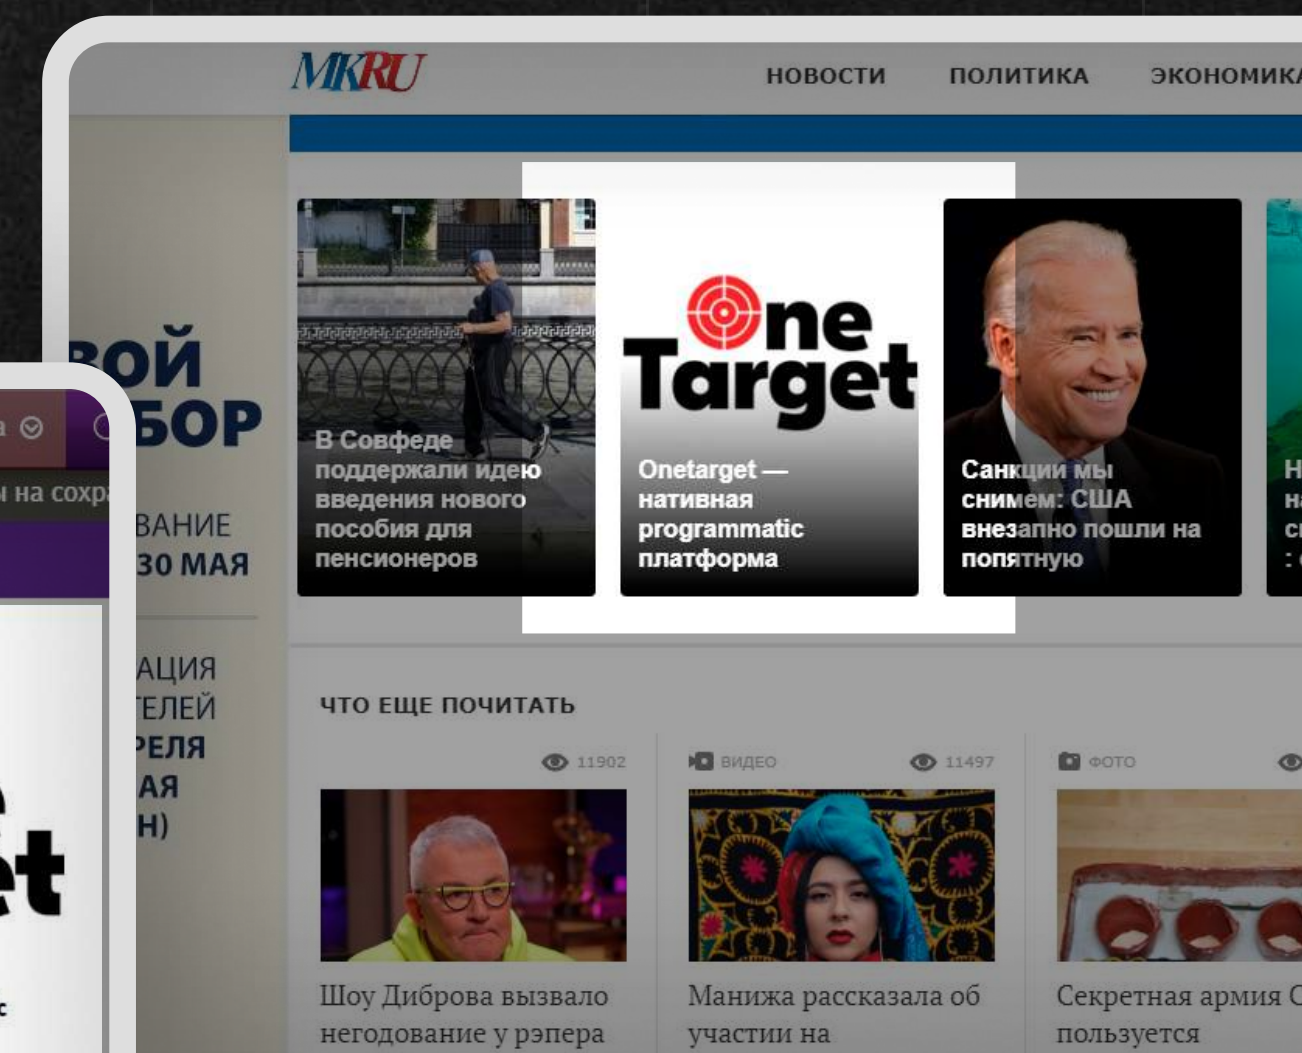 MKRU
НОВОСТИ
ПОЛИТИКА
ЭКОНОМИКА
ВОЙ
БОР
ВАНИЕ
30 МАЯ
АЦИЯ
ТЕЛЕЙ
РЕЛЯ
АЯ
Н)
ы на сохра
В Совфеде
поддержали идею
введения нового
пособия для
пенсионеров
One
Target
Onetarget —
нативная
programmatic
платформа
Санкции мы
снимем: США
внезапно пошли на
попятную
ЧТО ЕЩЕ ПОЧИТАТЬ
11902
ВИДЕО
11497
ФОТО
Шоу Диброва вызвало
негодование у рэпера
Манижа рассказала об
участии на
Секретная армия С
пользуется